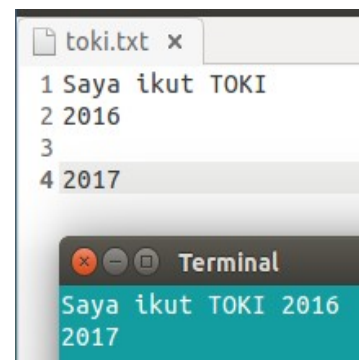 toki.txt x
1 Saya ikut TOKI
2 2016
3
4 2017
Terminal
Saya ikut TOKI 2016
2017